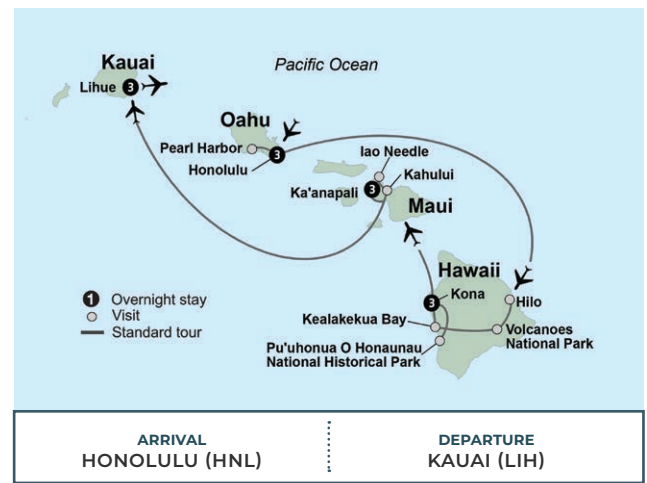 Kauai
Pacific Ocean
Lihue 3
Oahu
Pearl Harbor
Honolulu
3
Iao Needle
Kahului
Ka'anapali 3
Maui
Hawaii
3 Kona
Hilo
Kealakekua Bay
Volcanoes
National Park
Pu'uhonua O Honaunau
National Historical Park
1 Overnight stay
Visit
Standard tour
ARRIVAL
HONOLULU (HNL)
DEPARTURE
KAUAI (LIH)